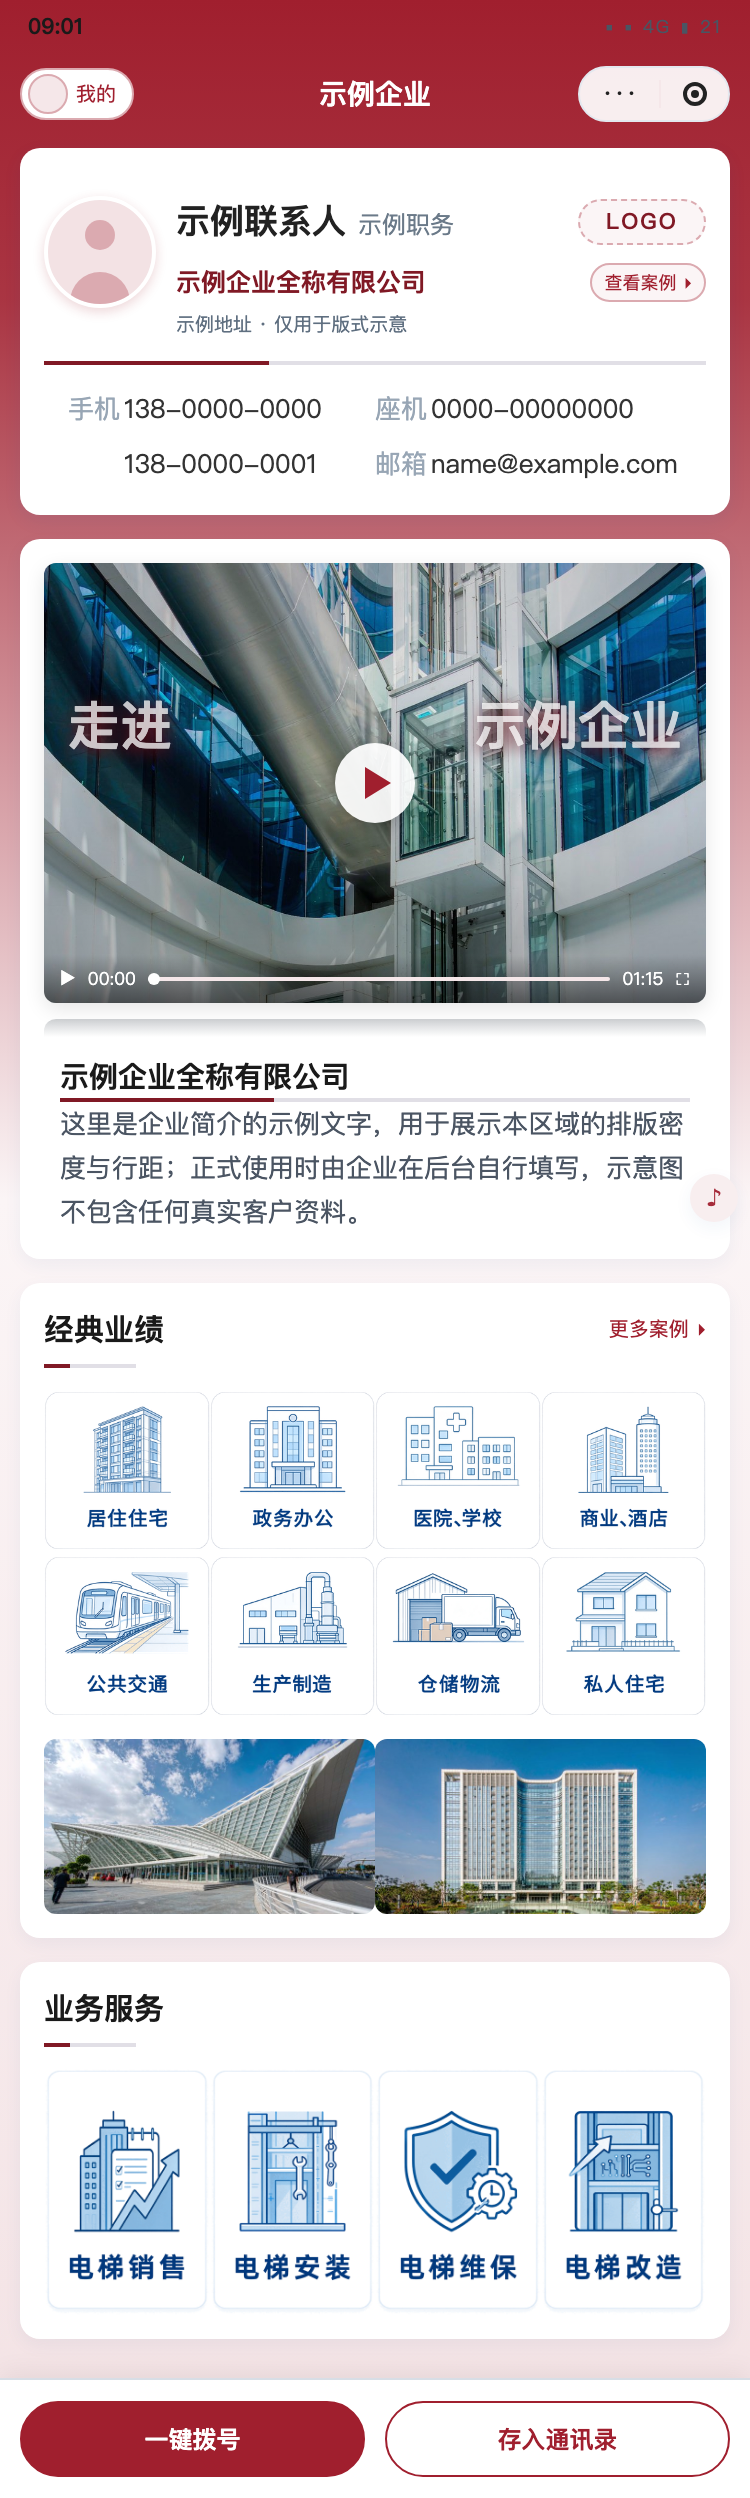 09:01
4G 21
我的
示例企业
示例联系人 示例职务
LOGO
示例企业全称有限公司
查看案例
示例地址 · 仅用于版式示意
手机 138-0000-0000
座机 0000-00000000
138-0000-0001
邮箱 name@example.com
走进
示例企业
00:00
01:15
示例企业全称有限公司
这里是企业简介的示例文字，用于展示本区域的排版密
度与行距；正式使用时由企业在后台自行填写，示意图
不包含任何真实客户资料。
经典业绩
更多案例
居住住宅
政务办公
医院、学校
商业、酒店
公共交通
生产制造
仓储物流
私人住宅
业务服务
电梯销售
电梯安装
电梯维保
电梯改造
一键拨号
存入通讯录